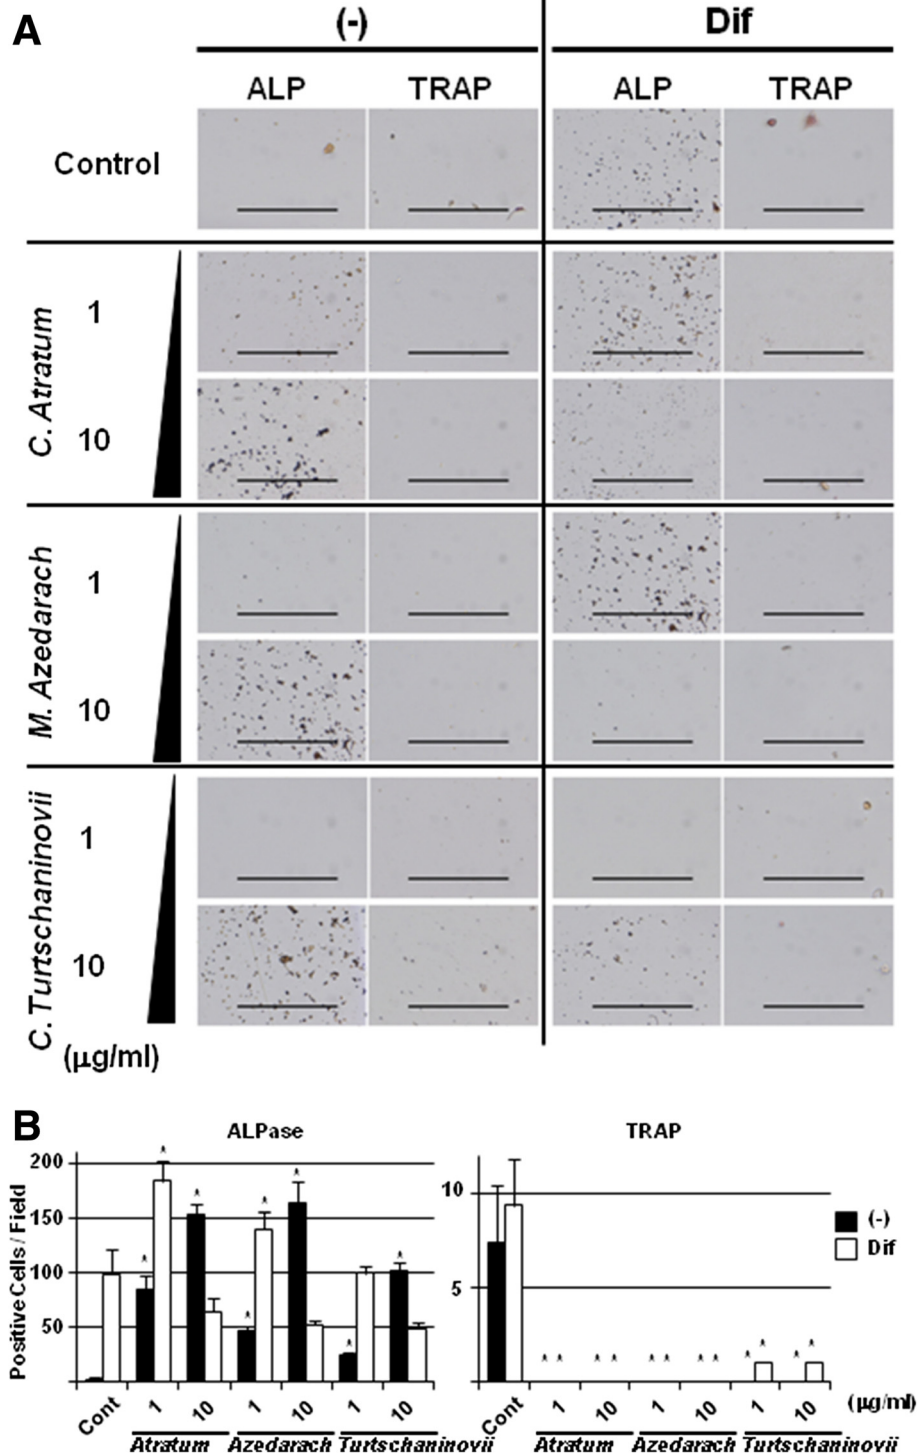 A
(-) Dif
ALP TRAP ALP TRAP
Control
C. Atratum
1
10
M. Azedarach
1
10
C. Turtschaninovii
1
10
(μg/ml)
B
ALPase
Positive Cells / Field
200
150
100
50
Cont 1 10 1 10 1 10
Atratum Azedarach Turtschaninovii
TRAP
10
5
Cont 1 10 1 10 1 10 (μg/ml)
Atratum Azedarach Turtschaninovii
(-)
Dif